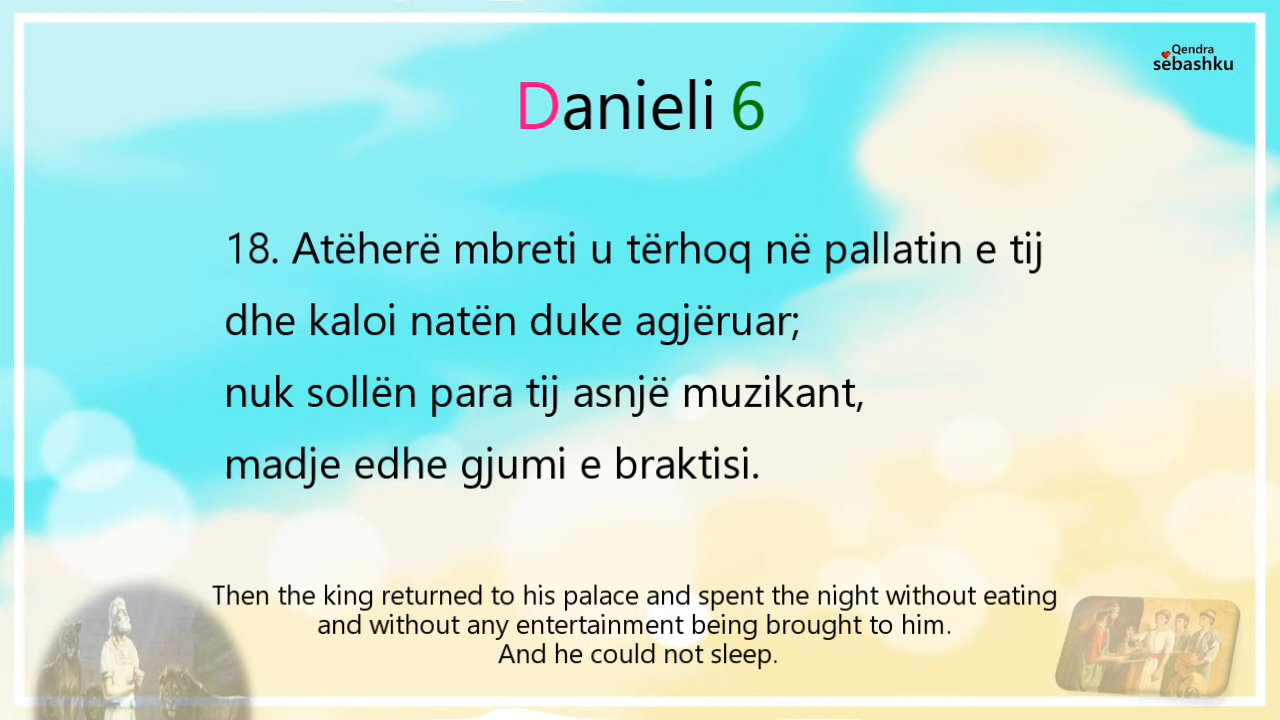 Qendra
sëbashku
Danieli 6
18. Atëherë mbreti u tërhoq në pallatin e tij
dhe kaloi natën duke agjëruar;
nuk sollën para tij asnjë muzikant,
madje edhe gjumi e braktisi.
Then the king returned to his palace and spent the night without eating
and without any entertainment being brought to him.
And he could not sleep.